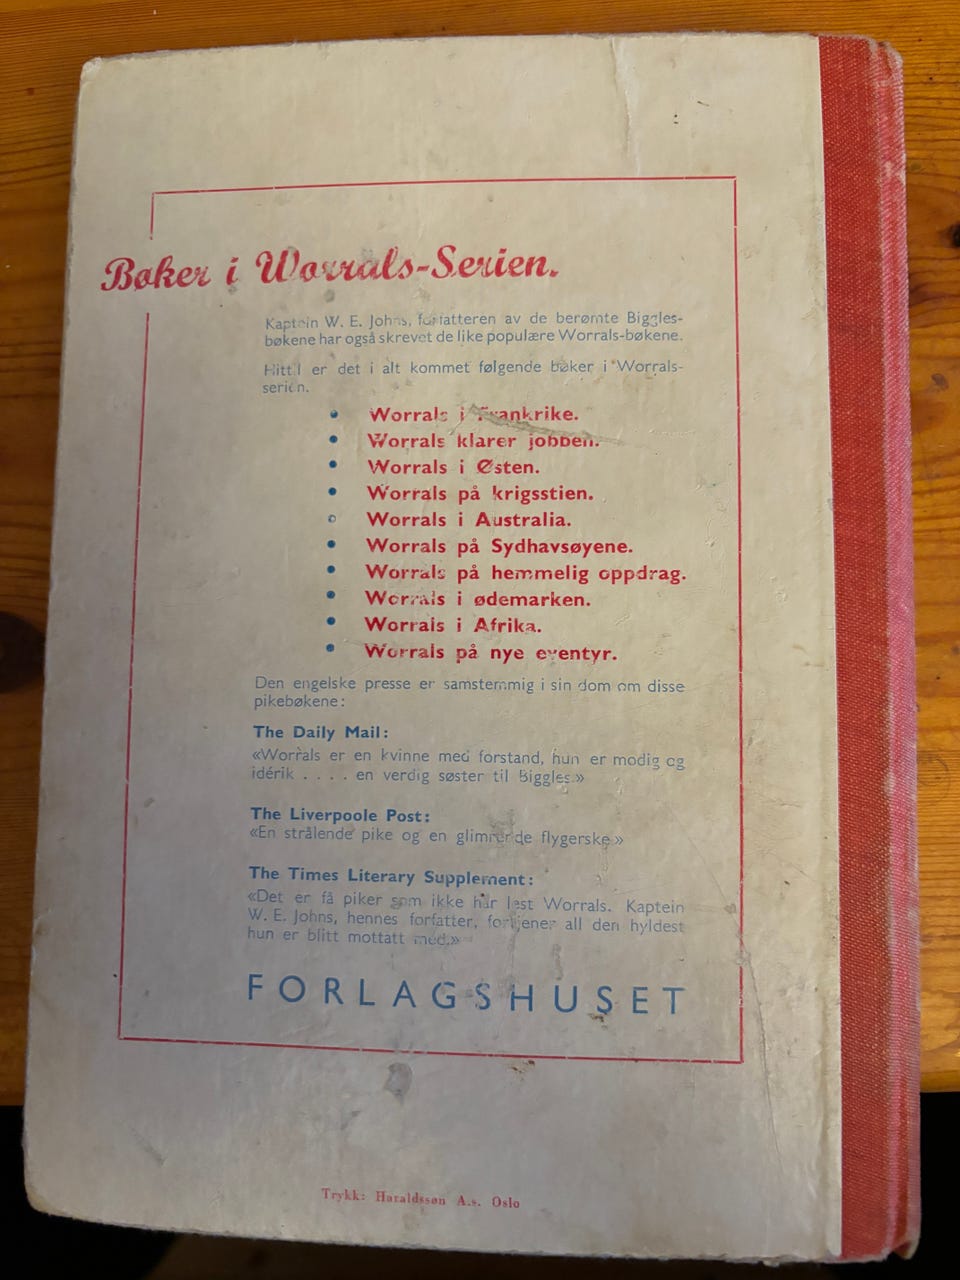 Bøker i Worrals-Serien.
Kaptein W. E. Johns, forfatteren av de berømte Biggles-
bøkene har også skrevet de like populære Worrals-bøkene.
Hittil er det i alt kommet følgende bøker i Worrals-
serien.
• Worrals i Frankrike.
• Worrals klarer jobben.
• Worrals i Østen.
• Worrals på krigsstien.
• Worrals i Australia.
• Worrals på Sydhavsøyene.
• Worrals på hemmelig oppdrag.
• Worrals i ødemarken.
• Worrals i Afrika.
• Worrals på nye eventyr.
Den engelske presse er samstemmig i sin dom om disse
pikebøkene:
The Daily Mail:
«Worrals er en kvinne med forstand, hun er modig og
idérik . . . . en verdig søster til Biggles.»
The Liverpoole Post:
«En strålende pike og en glimrende flygerske.»
The Times Literary Supplement:
«Det er få piker som ikke har lest Worrals. Kaptein
W. E. Johns, hennes forfatter, fortjener all den hyldest
hun er blitt mottatt med.»
FORLAGSHUSET
Trykk: Haraldssøn A.s. Oslo